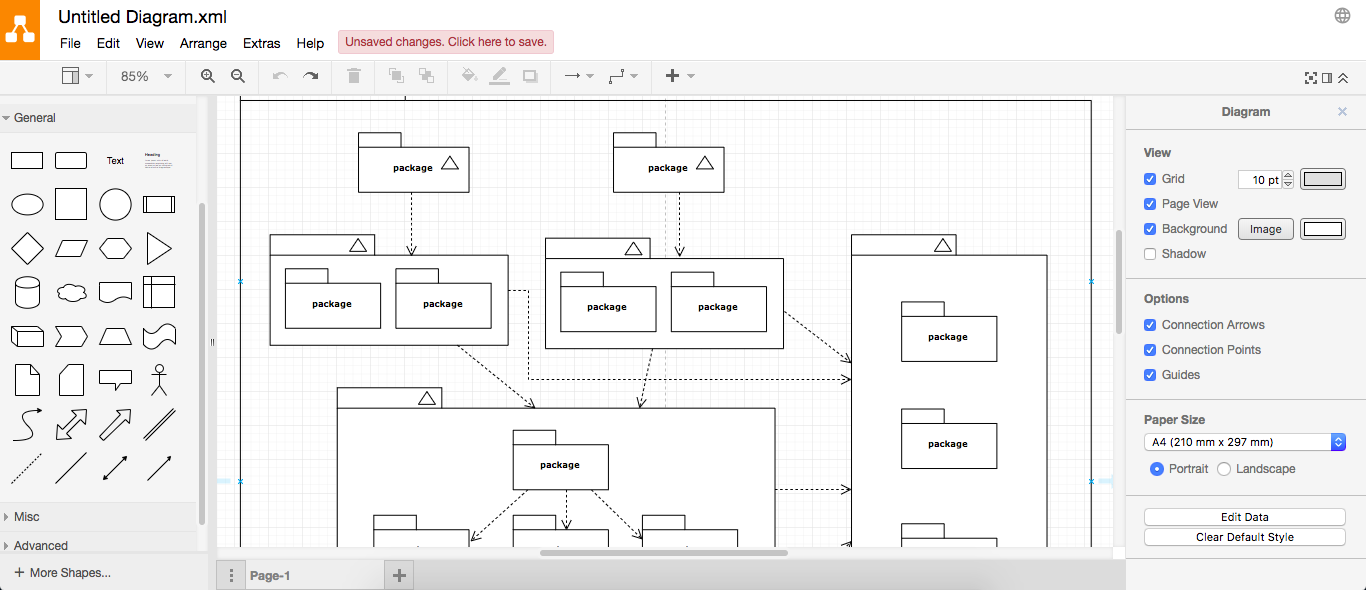 Untitled Diagram.xml
File Edit View Arrange Extras Help Unsaved changes. Click here to save.
85%
General
Text
Heading
Misc
Advanced
+ More Shapes...
package
package
package
package
package
package
package
package
package
Page-1
Diagram
View
Grid 10 pt
Page View
Background Image
Shadow
Options
Connection Arrows
Connection Points
Guides
Paper Size
A4 (210 mm x 297 mm)
Portrait Landscape
Edit Data
Clear Default Style